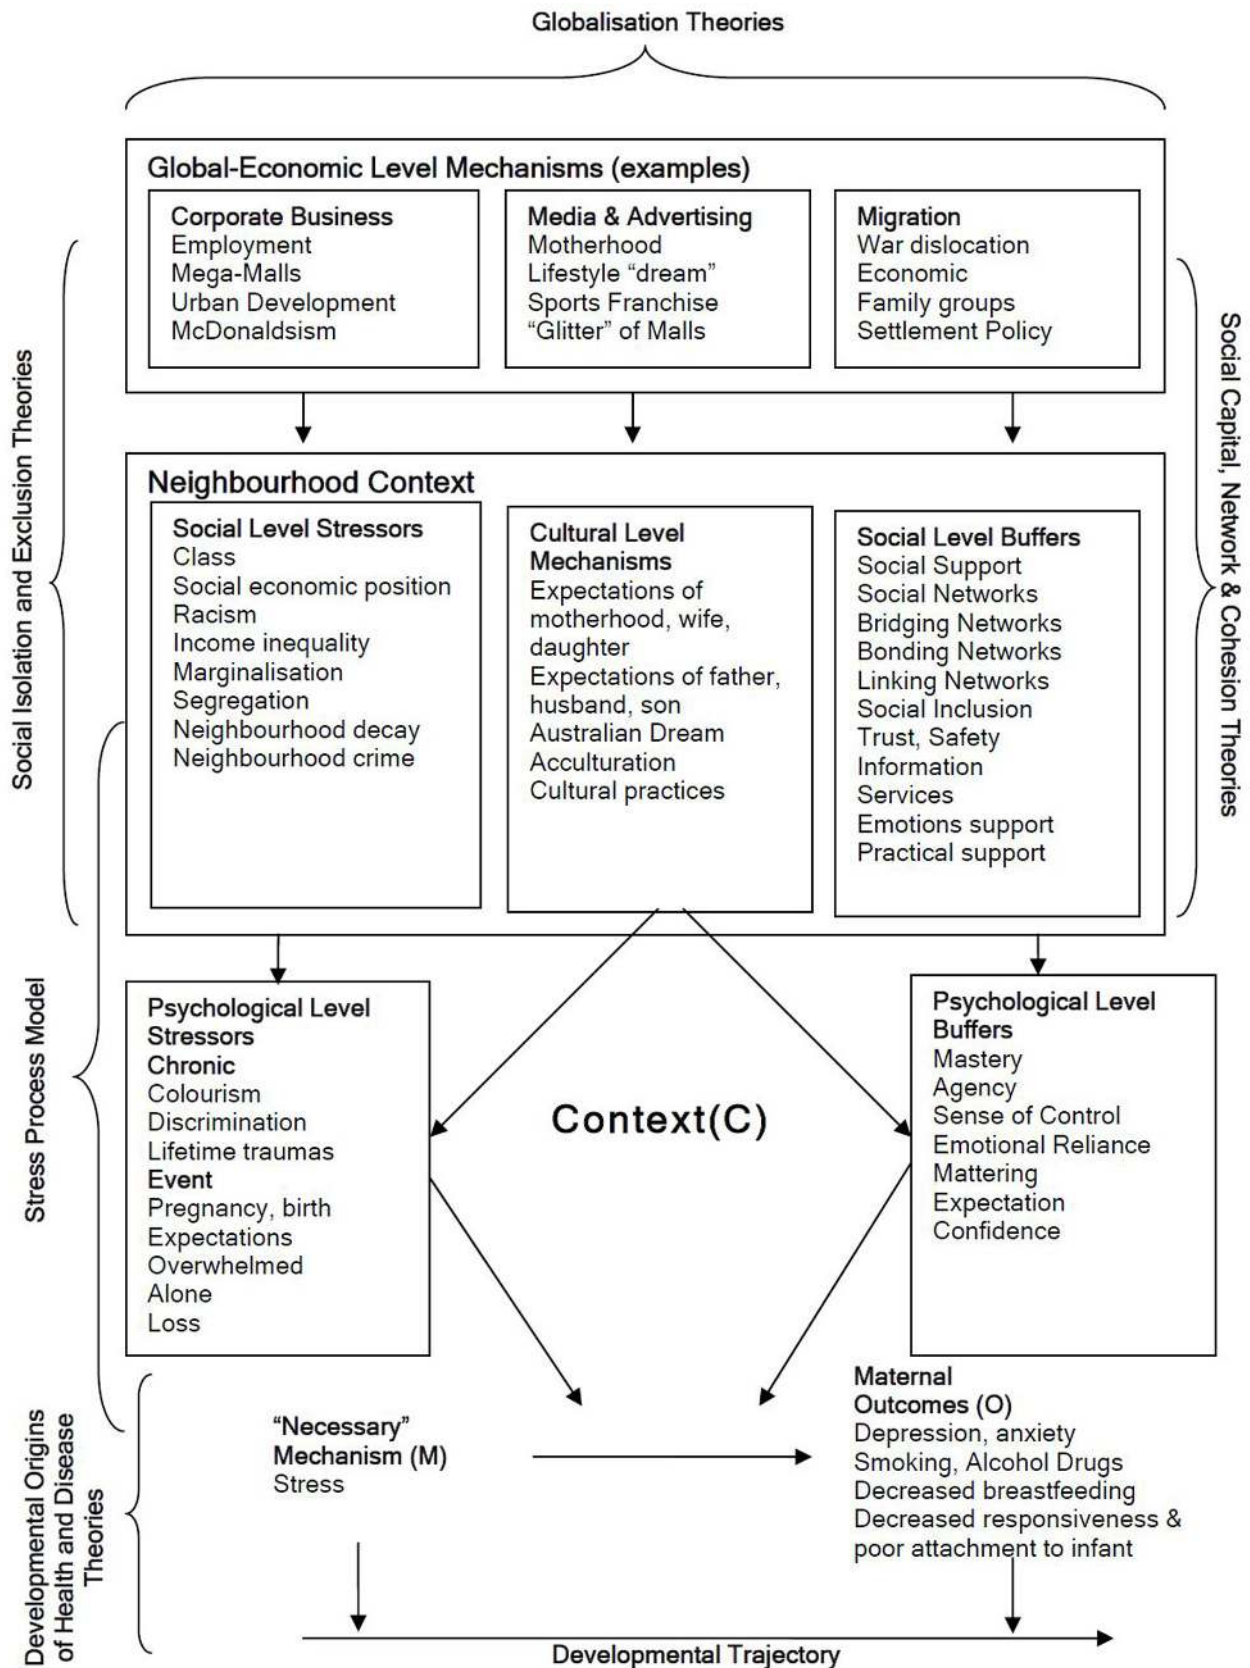 Globalisation Theories
Global-Economic Level Mechanisms (examples)
Corporate Business
Employment
Mega-Malls
Urban Development
McDonaldsism
Media & Advertising
Motherhood
Lifestyle “dream”
Sports Franchise
“Glitter” of Malls
Migration
War dislocation
Economic
Family groups
Settlement Policy
Social Isolation and Exclusion Theories
Social Capital, Network & Cohesion Theories
Neighbourhood Context
Social Level Stressors
Class
Social economic position
Racism
Income inequality
Marginalisation
Segregation
Neighbourhood decay
Neighbourhood crime
Cultural Level
Mechanisms
Expectations of
motherhood, wife,
daughter
Expectations of father,
husband, son
Australian Dream
Acculturation
Cultural practices
Social Level Buffers
Social Support
Social Networks
Bridging Networks
Bonding Networks
Linking Networks
Social Inclusion
Trust, Safety
Information
Services
Emotions support
Practical support
Stress Process Model
Psychological Level
Stressors
Chronic
Colourism
Discrimination
Lifetime traumas
Event
Pregnancy, birth
Expectations
Overwhelmed
Alone
Loss
Context(C)
Psychological Level
Buffers
Mastery
Agency
Sense of Control
Emotional Reliance
Mattering
Expectation
Confidence
Developmental Origins
of Health and Disease
Theories
“Necessary”
Mechanism (M)
Stress
Maternal
Outcomes (O)
Depression, anxiety
Smoking, Alcohol Drugs
Decreased breastfeeding
Decreased responsiveness &
poor attachment to infant
Developmental Trajectory